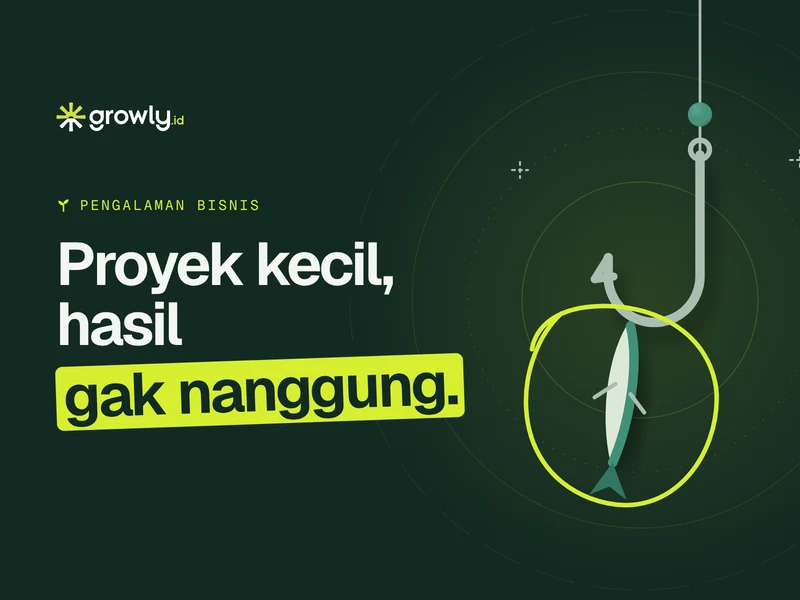 growly.id
PENGALAMAN BISNIS
Proyek kecil,
hasil
gak nanggung.